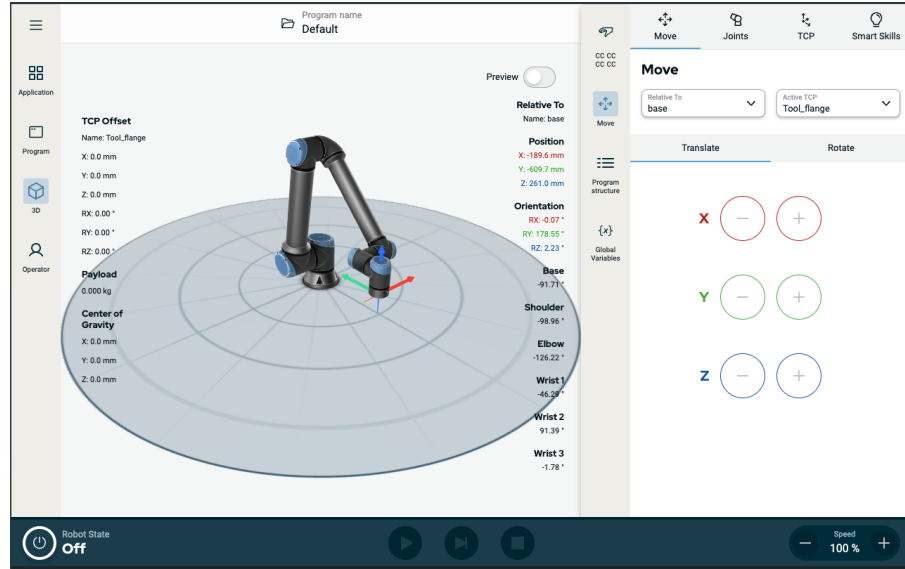 Program name
Default
Application
Program
3D
Operator
TCP Offset
Name: Tool_flange
X: 0.0 mm
Y: 0.0 mm
Z: 0.0 mm
RX: 0.00 °
RY: 0.00 °
RZ: 0.00 °
Payload
0.000 kg
Center of
Gravity
X: 0.0 mm
Y: 0.0 mm
Z: 0.0 mm
Preview
Relative To
Name: base
Position
X: -189.6 mm
Y: -609.7 mm
Z: 261.0 mm
Orientation
RX: -0.07 °
RY: 178.55 °
RZ: 2.23 °
Base
-91.71 °
Shoulder
-98.96 °
Elbow
-126.22 °
Wrist 1
-46.29 °
Wrist 2
91.39 °
Wrist 3
-1.78 °
CC CC
CC CC
Move
Program
structure
{x}
Global
Variables
Move
Joints
TCP
Smart Skills
Move
Relative To
base
Active TCP
Tool_flange
Translate
Rotate
X − +
Y − +
Z − +
Robot State
Off
Speed
− 100 % +